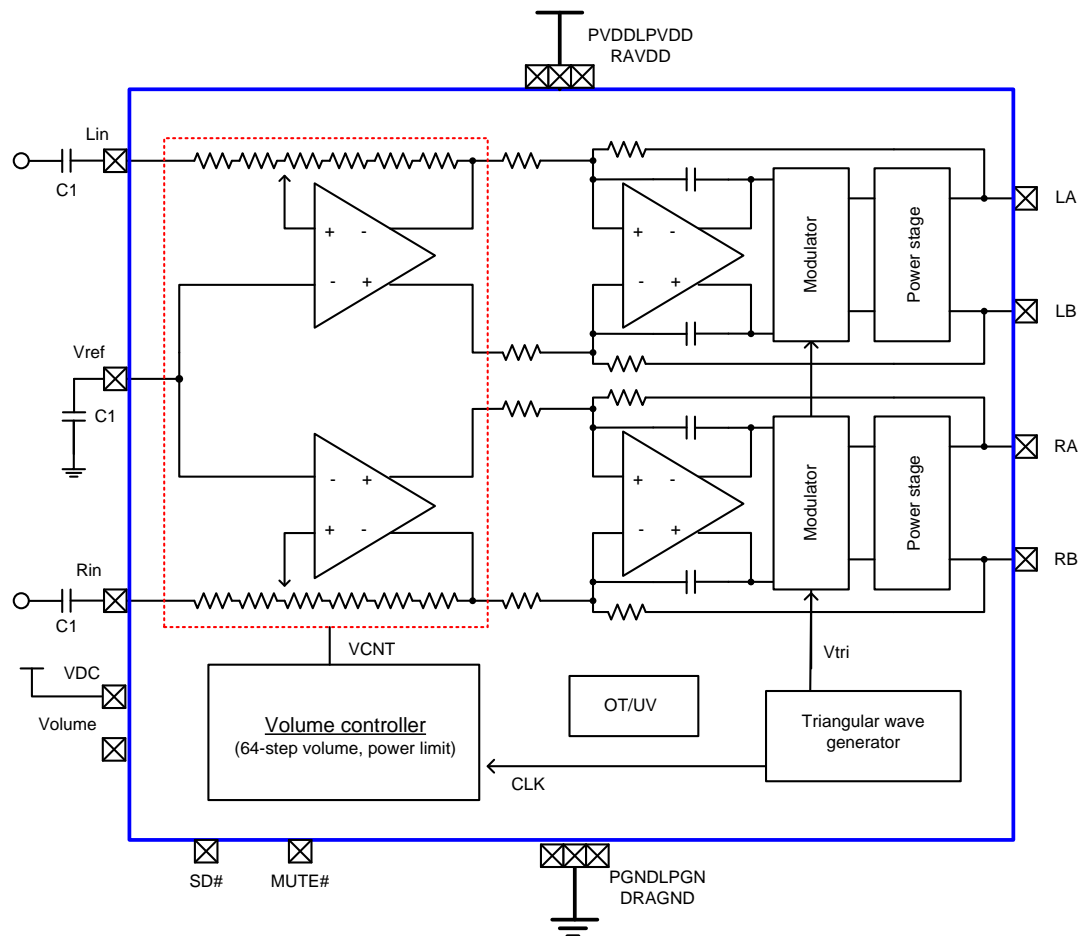 PVDDLPVDD
RAVDD
Lin
C1
+ -
- +
+ -
- +
Modulator
Power stage
LA
LB
Vref
C1
- +
+ -
+ -
- +
Modulator
Power stage
RA
RB
Rin
C1
VCNT
Vtri
VDC
Volume
Volume controller
(64-step volume, power limit)
OT/UV
Triangular wave
generator
CLK
SD#
MUTE#
PGNDLPGN
DRAGND